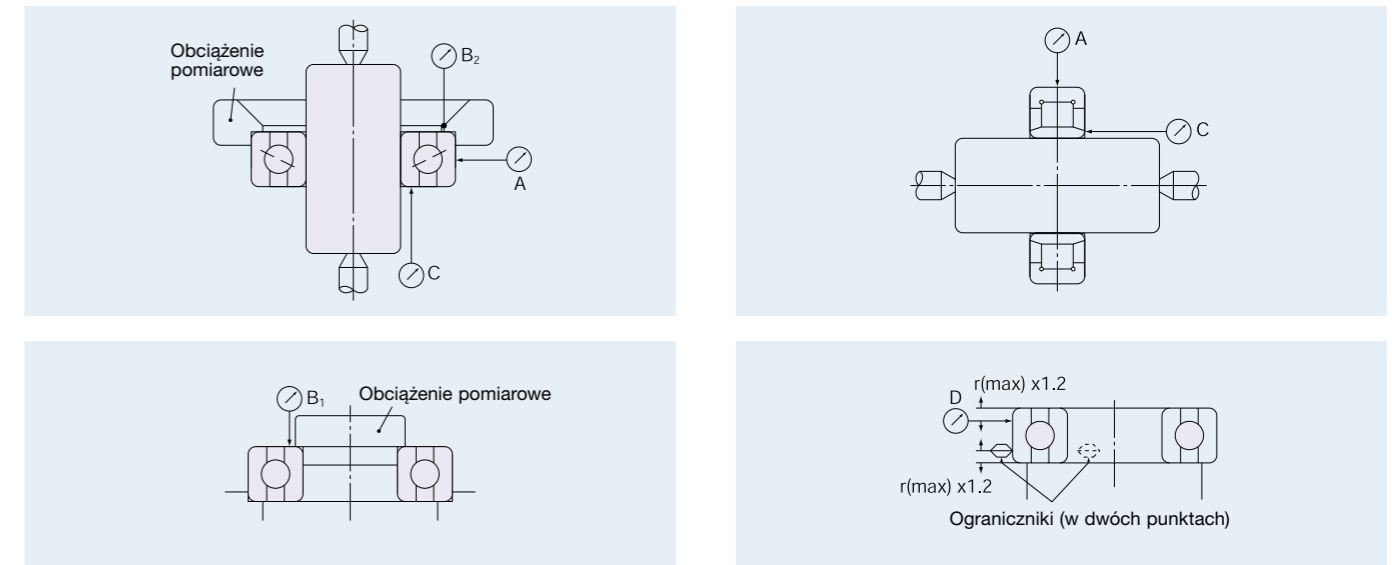 Obciążenie
pomiarowe
B₂
A
C
A
C
B₁
Obciążenie pomiarowe
r(max) x1.2
D
r(max) x1.2
Ograniczniki (w dwóch punktach)